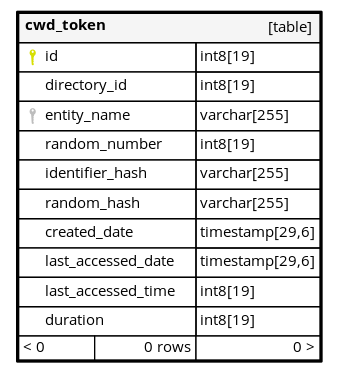 cwd_token [table]
id int8[19]
directory_id int8[19]
entity_name varchar[255]
random_number int8[19]
identifier_hash varchar[255]
random_hash varchar[255]
created_date timestamp[29,6]
last_accessed_date timestamp[29,6]
last_accessed_time int8[19]
duration int8[19]
< 0 0 rows 0 >